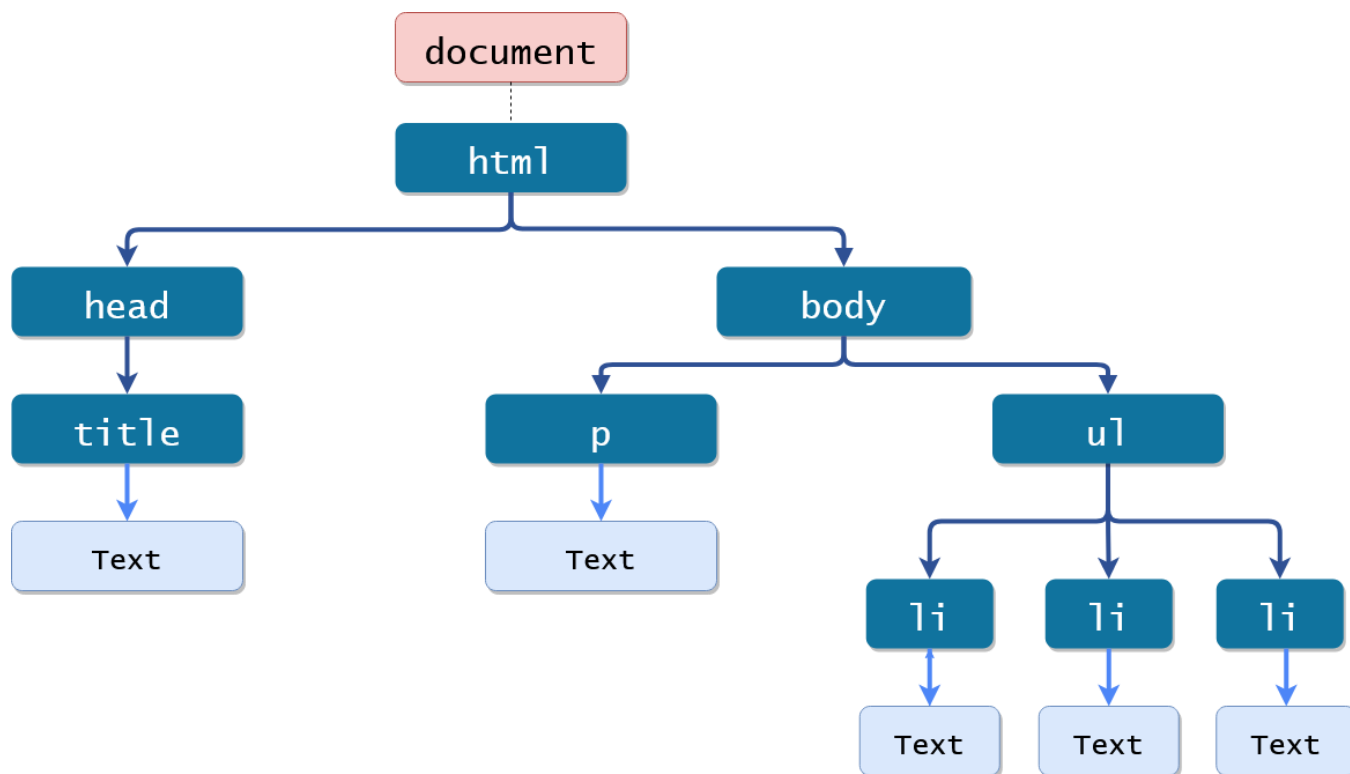 document
html
head
body
title
p
ul
Text
Text
li
li
li
Text
Text
Text